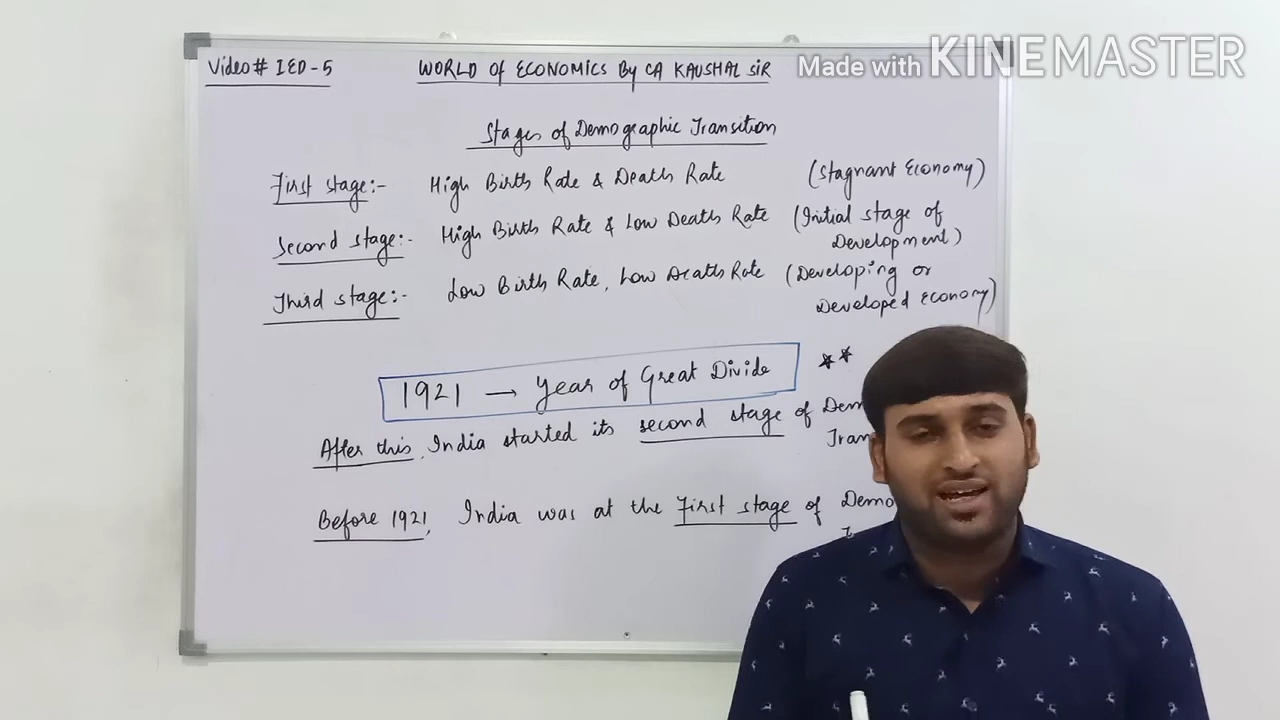 Video# IED-5
WORLD of ECONOMICS By CA KAUSHAL SIR
Made with KINEMASTER
Stages of Demographic Transition
First stage:- High Birth Rate & Death Rate (Stagnant Economy)
Second stage:- High Birth Rate & Low Death Rate (Initial stage of
Development)
Third stage:- Low Birth Rate, Low Death Rate (Developing or
Developed Economy)
1921 → Year of Great Divide **
After this, India started its second stage of Dem
Tran
Before 1921, India was at the First stage of Demo